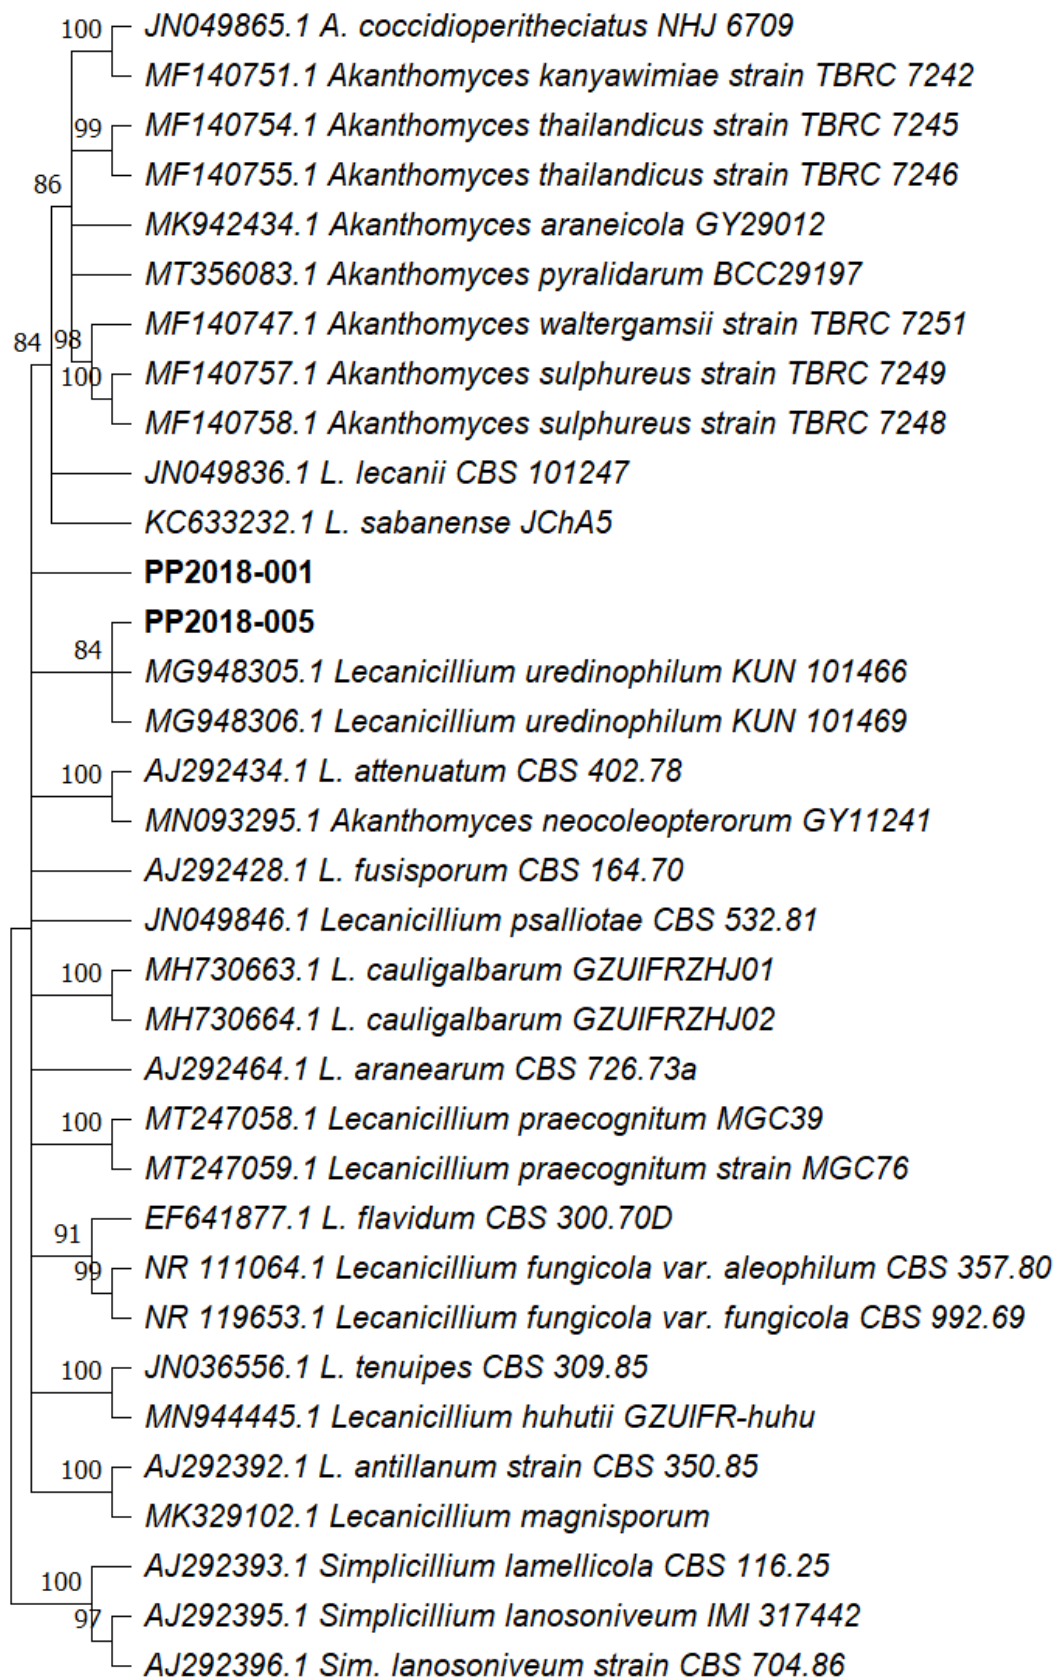 100
JN049865.1 A. coccidioperitheciatus NHJ 6709
MF140751.1 Akanthomyces kanyawimiae strain TBRC 7242
99
MF140754.1 Akanthomyces thailandicus strain TBRC 7245
MF140755.1 Akanthomyces thailandicus strain TBRC 7246
86
MK942434.1 Akanthomyces araneicola GY29012
MT356083.1 Akanthomyces pyralidarum BCC29197
84
98
MF140747.1 Akanthomyces waltergamsii strain TBRC 7251
100
MF140757.1 Akanthomyces sulphureus strain TBRC 7249
MF140758.1 Akanthomyces sulphureus strain TBRC 7248
JN049836.1 L. lecanii CBS 101247
KC633232.1 L. sabanense JChA5
PP2018-001
PP2018-005
84
MG948305.1 Lecanicillium uredinophilum KUN 101466
MG948306.1 Lecanicillium uredinophilum KUN 101469
100
AJ292434.1 L. attenuatum CBS 402.78
MN093295.1 Akanthomyces neocoleopterorum GY11241
AJ292428.1 L. fusisporum CBS 164.70
JN049846.1 Lecanicillium psalliotae CBS 532.81
100
MH730663.1 L. cauligalbarum GZUIFRZHJ01
MH730664.1 L. cauligalbarum GZUIFRZHJ02
AJ292464.1 L. aranearum CBS 726.73a
100
MT247058.1 Lecanicillium praecognitum MGC39
MT247059.1 Lecanicillium praecognitum strain MGC76
91
EF641877.1 L. flavidum CBS 300.70D
99
NR 111064.1 Lecanicillium fungicola var. aleophilum CBS 357.80
NR 119653.1 Lecanicillium fungicola var. fungicola CBS 992.69
100
JN036556.1 L. tenuipes CBS 309.85
MN944445.1 Lecanicillium huhutii GZUIFR-huhu
100
AJ292392.1 L. antillanum strain CBS 350.85
MK329102.1 Lecanicillium magnisporum
100
AJ292393.1 Simplicillium lamellicola CBS 116.25
97
AJ292395.1 Simplicillium lanosoniveum IMI 317442
AJ292396.1 Sim. lanosoniveum strain CBS 704.86